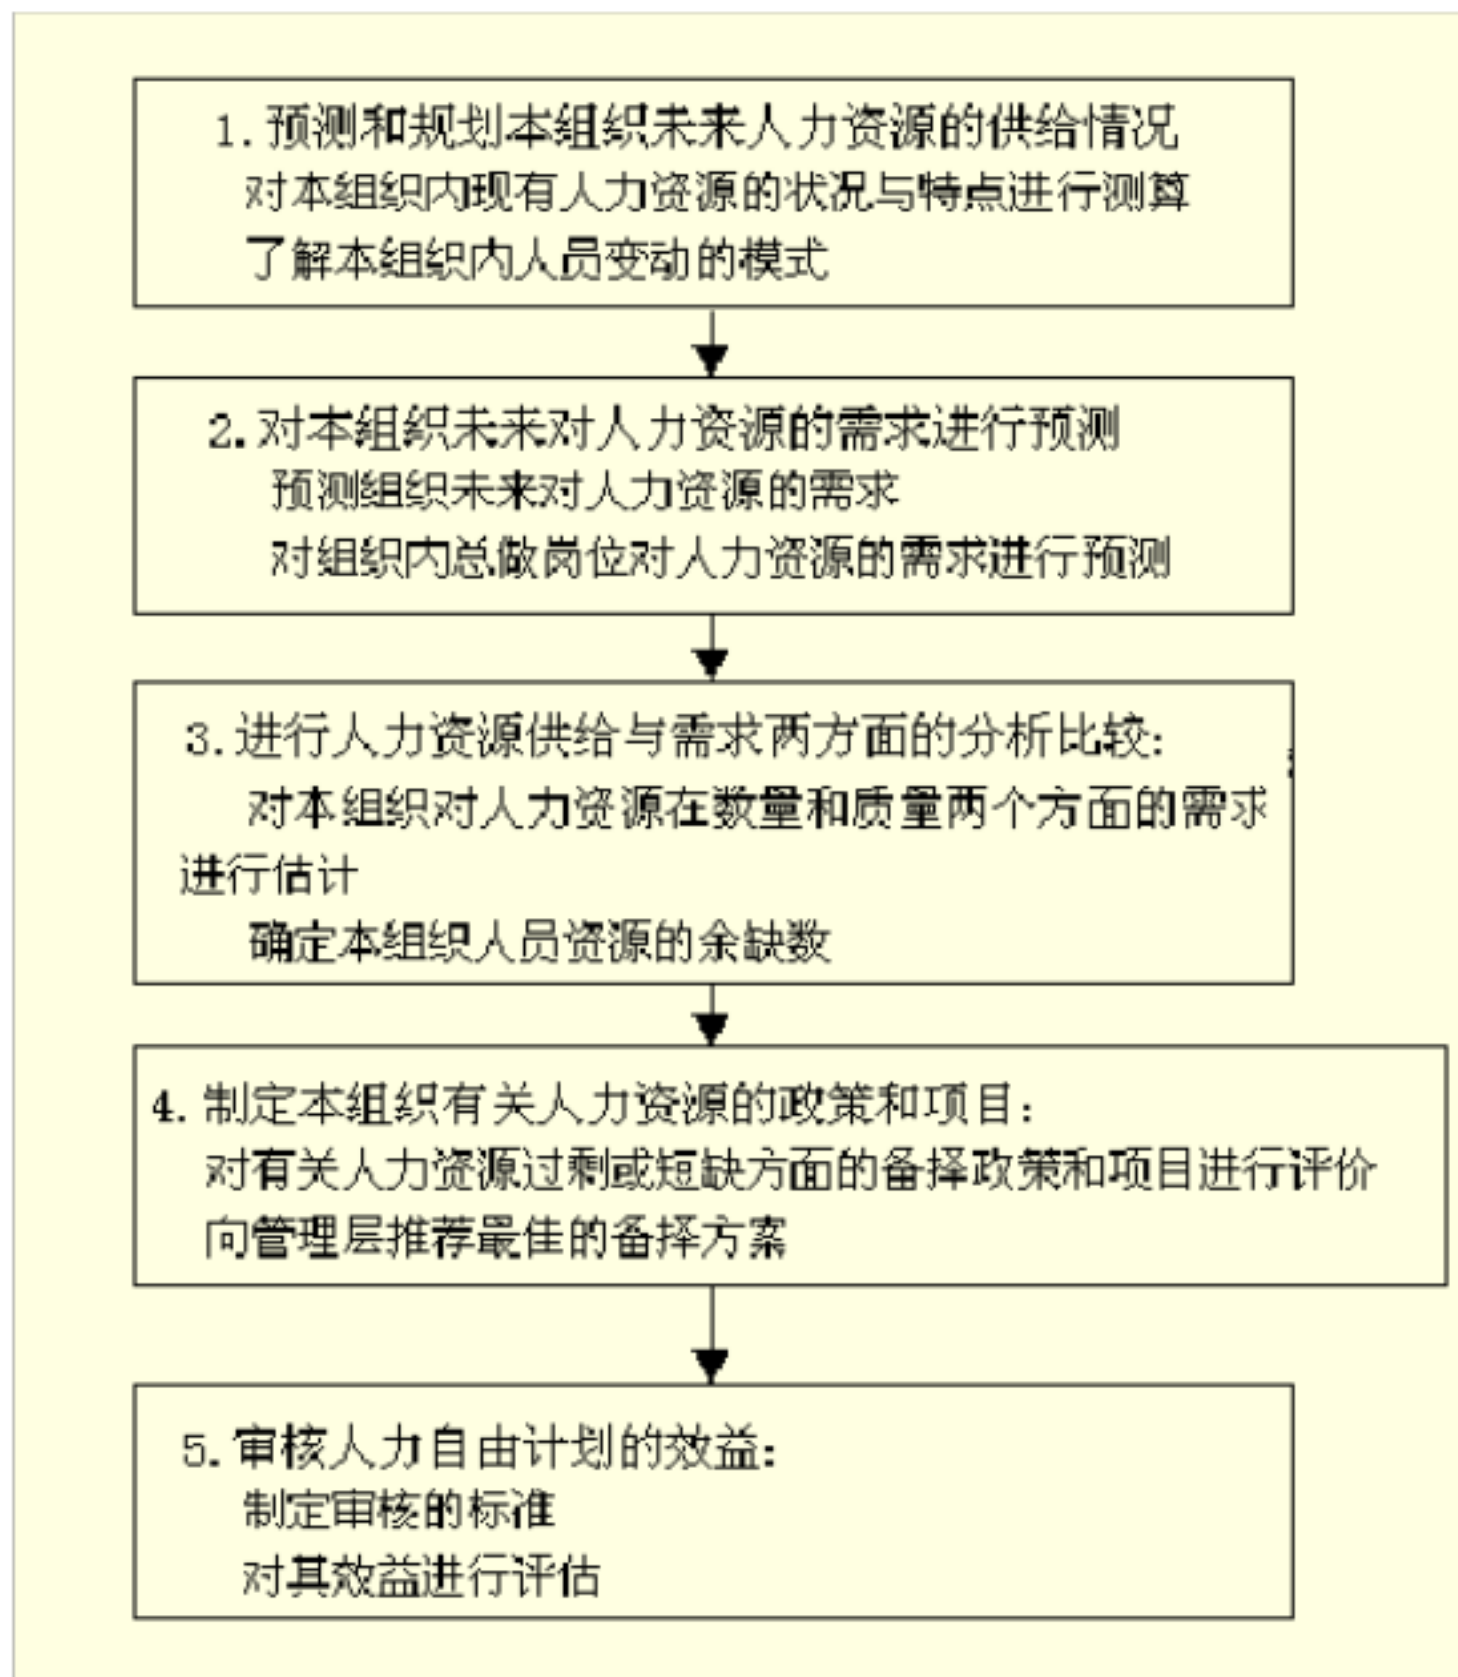 1. 预测和规划本组织未来人力资源的供给情况
对本组织内现有人力资源的状况与特点进行测算
了解本组织内人员变动的模式
2. 对本组织未来对人力资源的需求进行预测
预测组织未来对人力资源的需求
对组织内总做岗位对人力资源的需求进行预测
3. 进行人力资源供给与需求两方面的分析比较:
对本组织对人力资源在数量和质量两个方面的需求
进行估计
确定本组织人员资源的余缺数
4. 制定本组织有关人力资源的政策和项目:
对有关人力资源过剩或短缺方面的备择政策和项目进行评价
向管理层推荐最佳的备择方案
5. 审核人力自由计划的效益:
制定审核的标准
对其效益进行评估